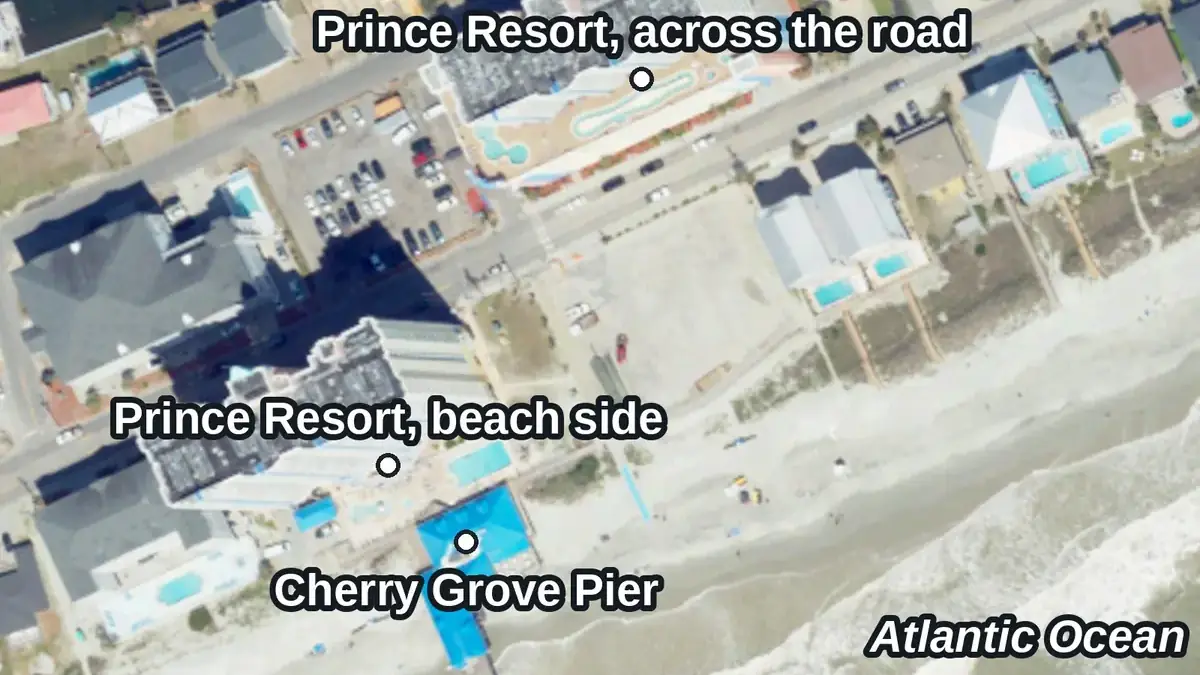 Prince Resort, across the road
Prince Resort, beach side
Cherry Grove Pier
Atlantic Ocean